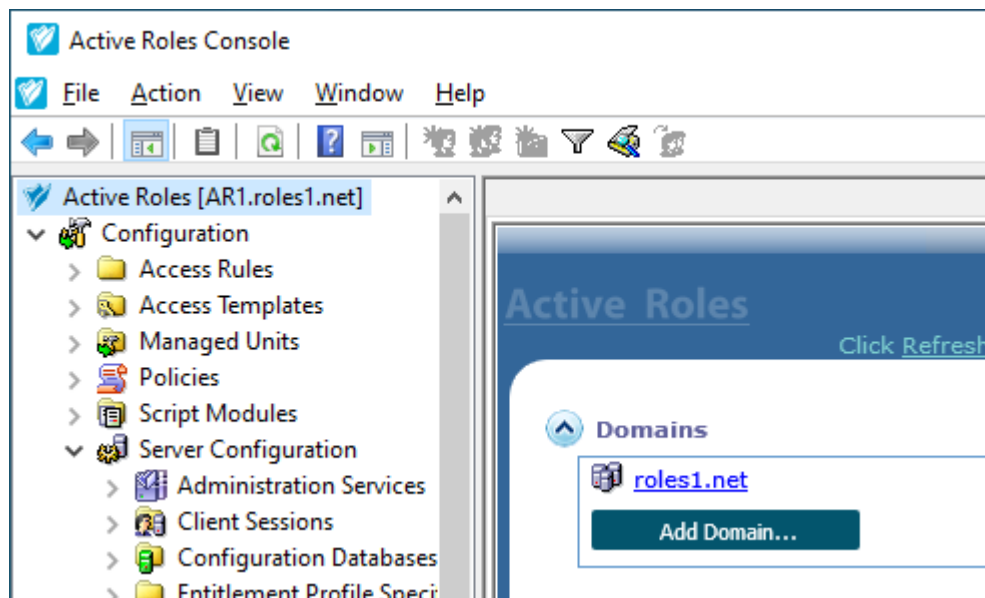 Active Roles Console
File Action View Window Help
Active Roles [AR1.roles1.net]
Configuration
Access Rules
Access Templates
Managed Units
Policies
Script Modules
Server Configuration
Administration Services
Client Sessions
Configuration Databases
Entitlement Profile
Active Roles
Click Refresh
Domains
roles1.net
Add Domain...